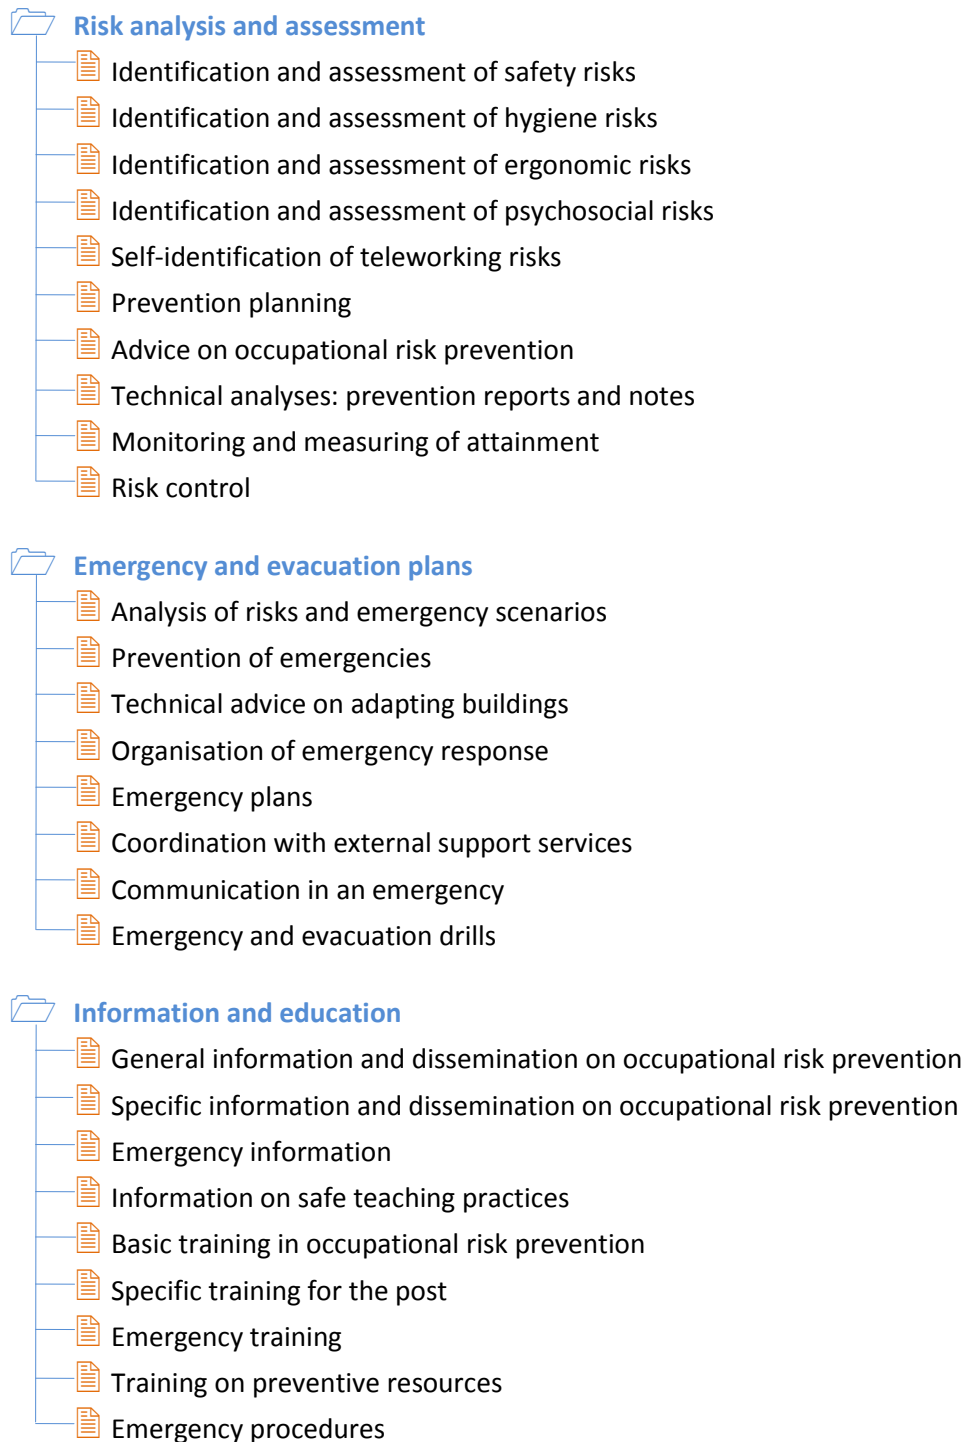 Risk analysis and assessment
Identification and assessment of safety risks
Identification and assessment of hygiene risks
Identification and assessment of ergonomic risks
Identification and assessment of psychosocial risks
Self-identification of teleworking risks
Prevention planning
Advice on occupational risk prevention
Technical analyses: prevention reports and notes
Monitoring and measuring of attainment
Risk control
Emergency and evacuation plans
Analysis of risks and emergency scenarios
Prevention of emergencies
Technical advice on adapting buildings
Organisation of emergency response
Emergency plans
Coordination with external support services
Communication in an emergency
Emergency and evacuation drills
Information and education
General information and dissemination on occupational risk prevention
Specific information and dissemination on occupational risk prevention
Emergency information
Information on safe teaching practices
Basic training in occupational risk prevention
Specific training for the post
Emergency training
Training on preventive resources
Emergency procedures